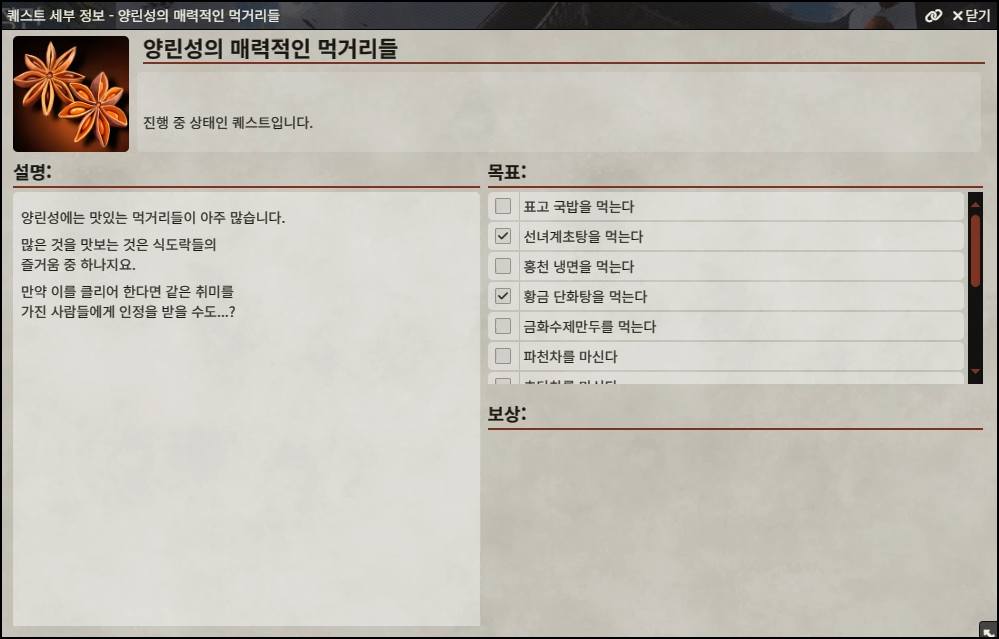 퀘스트 세부 정보 - 양린성의 매력적인 먹거리들
닫기
양린성의 매력적인 먹거리들
진행 중 상태인 퀘스트입니다.
설명:
양린성에는 맛있는 먹거리들이 아주 많습니다.
많은 것을 맛보는 것은 식도락들의
즐거움 중 하나지요.
만약 이를 클리어 한다면 같은 취미를
가진 사람들에게 인정을 받을 수도...?
목표:
표고 국밥을 먹는다
선녀계초탕을 먹는다
홍천 냉면을 먹는다
황금 단화탕을 먹는다
금화수제만두를 먹는다
파천차를 마신다
마신다
보상: